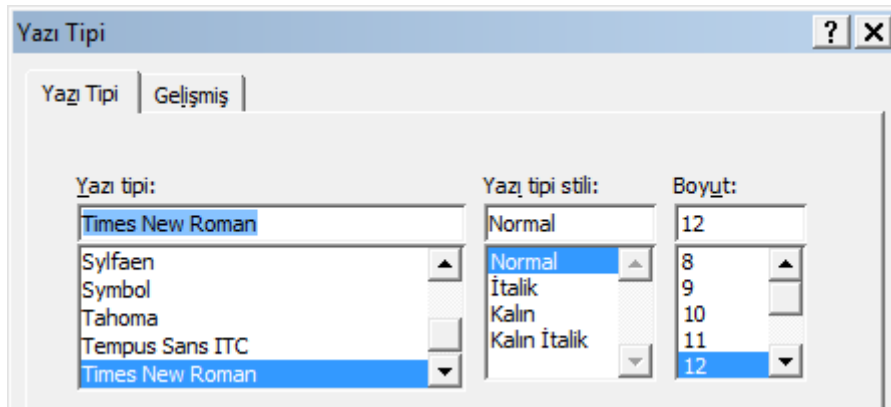 Yazı Tipi
Yazı Tipi Gelişmiş
Yazı tipi: Yazı tipi stili: Boyut:
Times New Roman Normal 12
Sylfaen Normal 8
Symbol İtalik 9
Tahoma Kalın 10
Tempus Sans ITC Kalın İtalik 11
Times New Roman 12